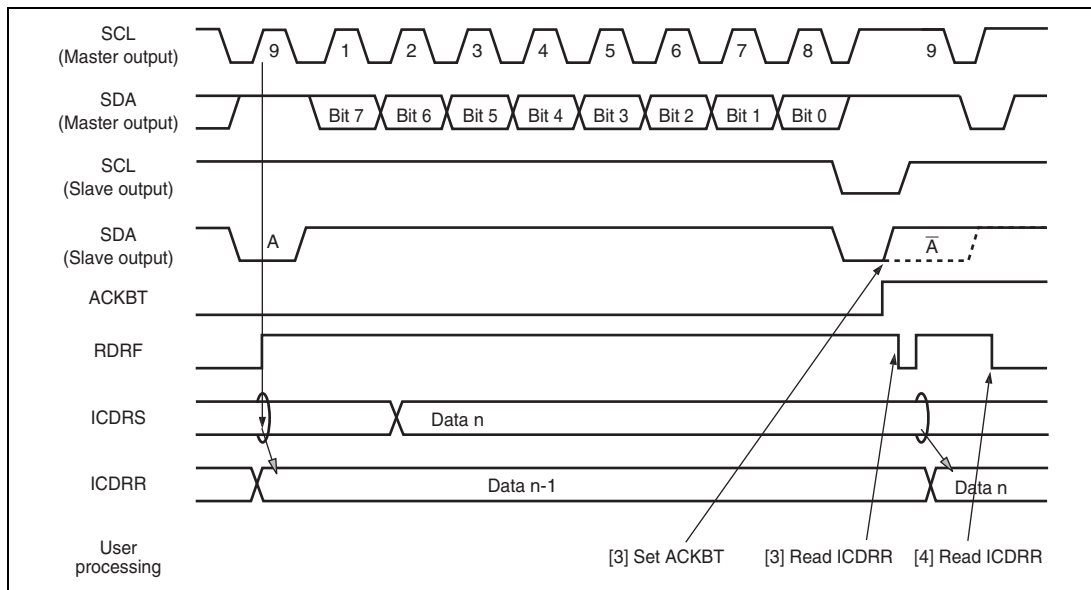 SCL
(Master output)
9 1 2 3 4 5 6 7 8 9
SDA
(Master output)
Bit 7 Bit 6 Bit 5 Bit 4 Bit 3 Bit 2 Bit 1 Bit 0
SCL
(Slave output)
SDA
(Slave output)
A A̅
ACKBT
RDRF
ICDRS
Data n
ICDRR
Data n-1 Data n
User
processing
[3] Set ACKBT [3] Read ICDRR [4] Read ICDRR